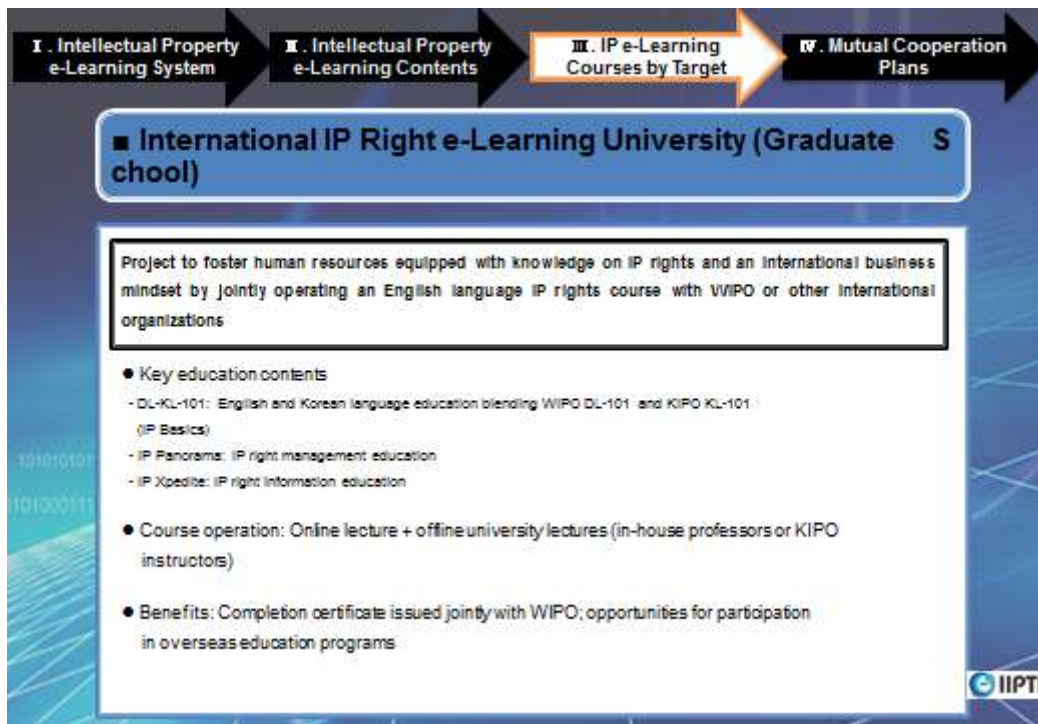 Ⅰ. Intellectual Property
e-Learning System
Ⅱ. Intellectual Property
e-Learning Contents
Ⅲ. IP e-Learning
Courses by Target
Ⅳ. Mutual Cooperation
Plans
■ International IP Right e-Learning University (Graduate S
chool)
Project to foster human resources equipped with knowledge on IP rights and an international business
mindset by jointly operating an English language IP rights course with WIPO or other international
organizations
● Key education contents
- DL-KL-101: English and Korean language education blending WIPO DL-101 and KIPO KL-101
(IP Basics)
- IP Panorama: IP right management education
- IP Xpedite: IP right information education
● Course operation: Online lecture + offline university lectures (in-house professors or KIPO
instructors)
● Benefits: Completion certificate issued jointly with WIPO; opportunities for participation
in overseas education programs
101010101
0101000111
IIPTI